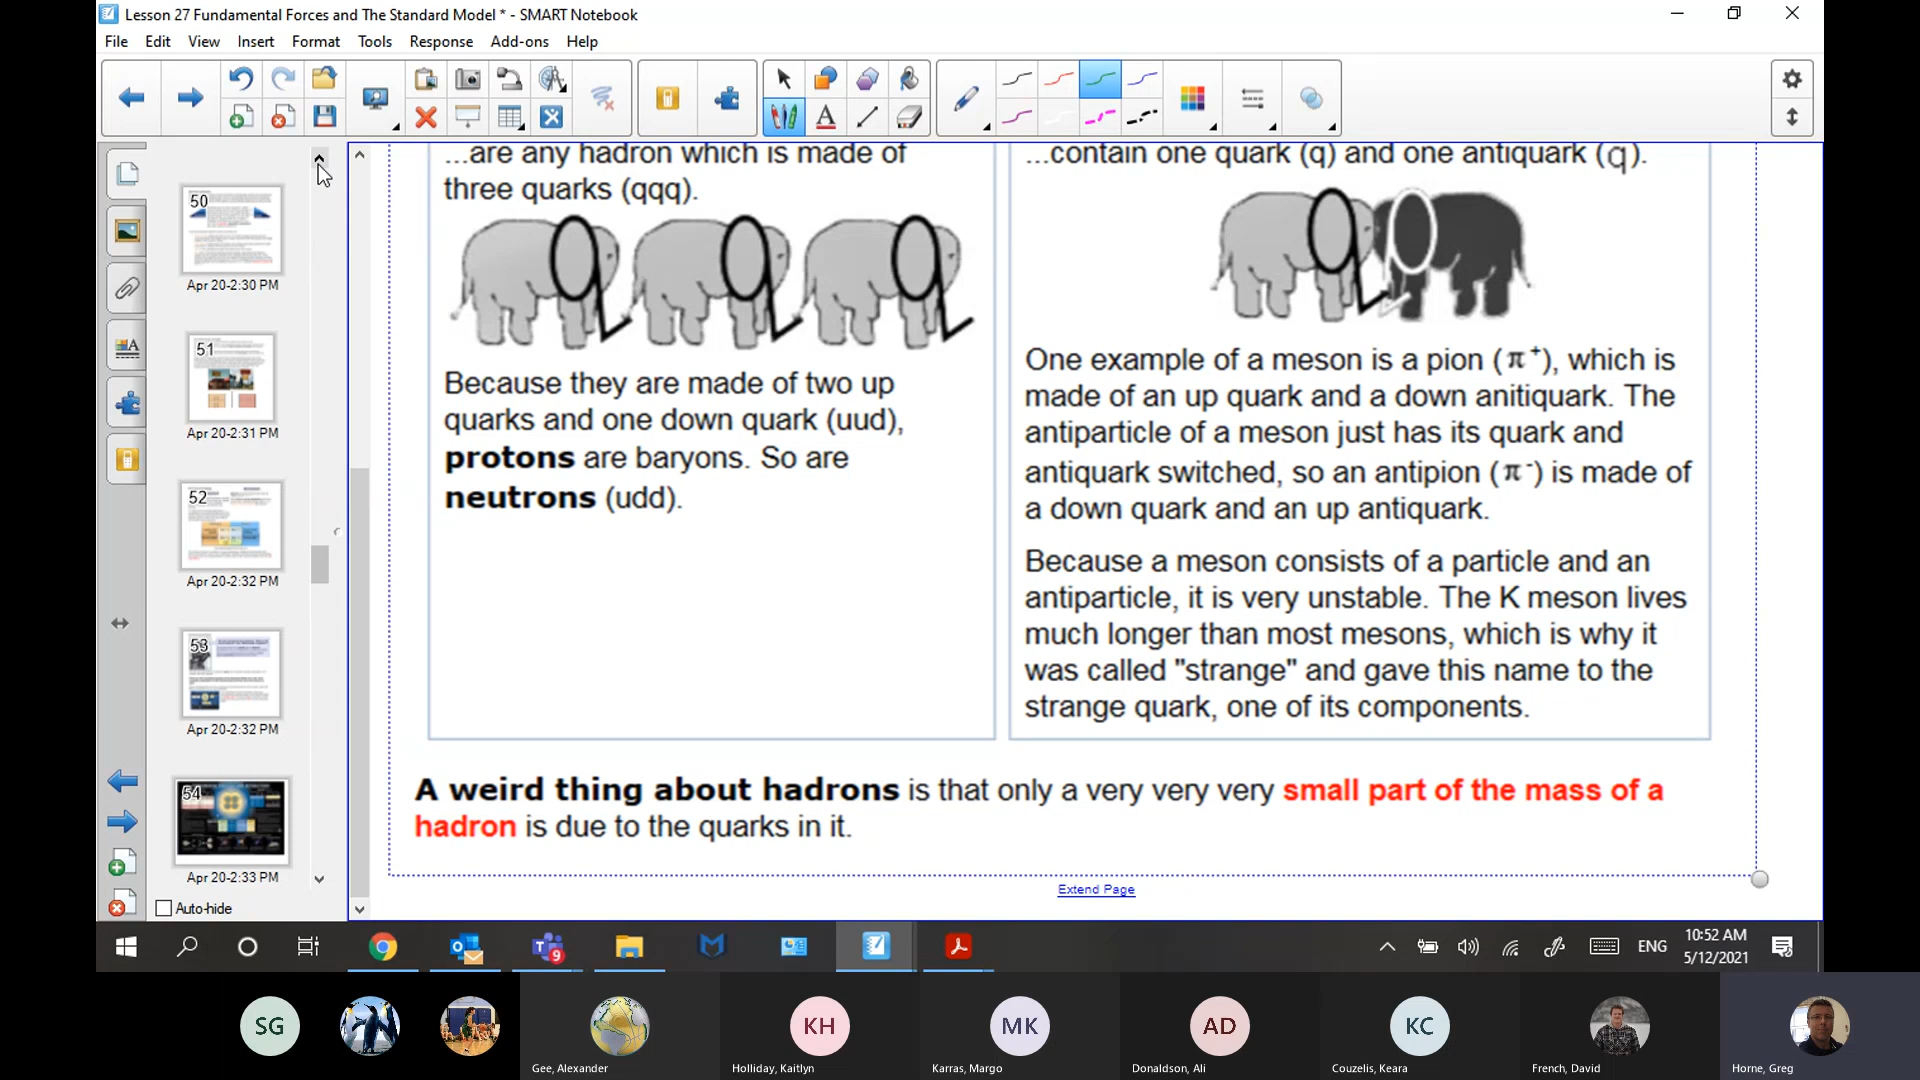 Lesson 27 Fundamental Forces and The Standard Model * - SMART Notebook
File Edit View Insert Format Tools Response Add-ons Help
50
Apr 20-2:30 PM
51
Apr 20-2:31 PM
52
Apr 20-2:32 PM
53
Apr 20-2:32 PM
54
Apr 20-2:33 PM
Auto-hide
...are any hadron which is made of
three quarks (qqq).
Because they are made of two up
quarks and one down quark (uud),
protons are baryons. So are
neutrons (udd).
...contain one quark (q) and one antiquark (q̅).
One example of a meson is a pion (π⁺), which is
made of an up quark and a down anitiquark. The
antiparticle of a meson just has its quark and
antiquark switched, so an antipion (π⁻) is made of
a down quark and an up antiquark.
Because a meson consists of a particle and an
antiparticle, it is very unstable. The K meson lives
much longer than most mesons, which is why it
was called "strange" and gave this name to the
strange quark, one of its components.
A weird thing about hadrons is that only a very very very small part of the mass of a
hadron is due to the quarks in it.
Extend Page
9
ENG
10:52 AM
5/12/2021
SG
KH
MK
AD
KC
Gee, Alexander
Holliday, Kaitlyn
Karras, Margo
Donaldson, Ali
Couzelis, Keara
French, David
Horne, Greg